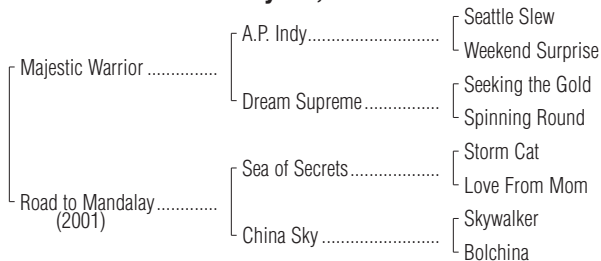 Seattle Slew
A.P. Indy..............................
Weekend Surprise
Majestic Warrior ...............
Seeking the Gold
Dream Supreme.................
Spinning Round
Storm Cat
Sea of Secrets....................
Love From Mom
Road to Mandalay.............
(2001)
Skywalker
China Sky ...........................
Bolchina